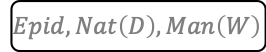 Epid, Nat(D), Man(W)